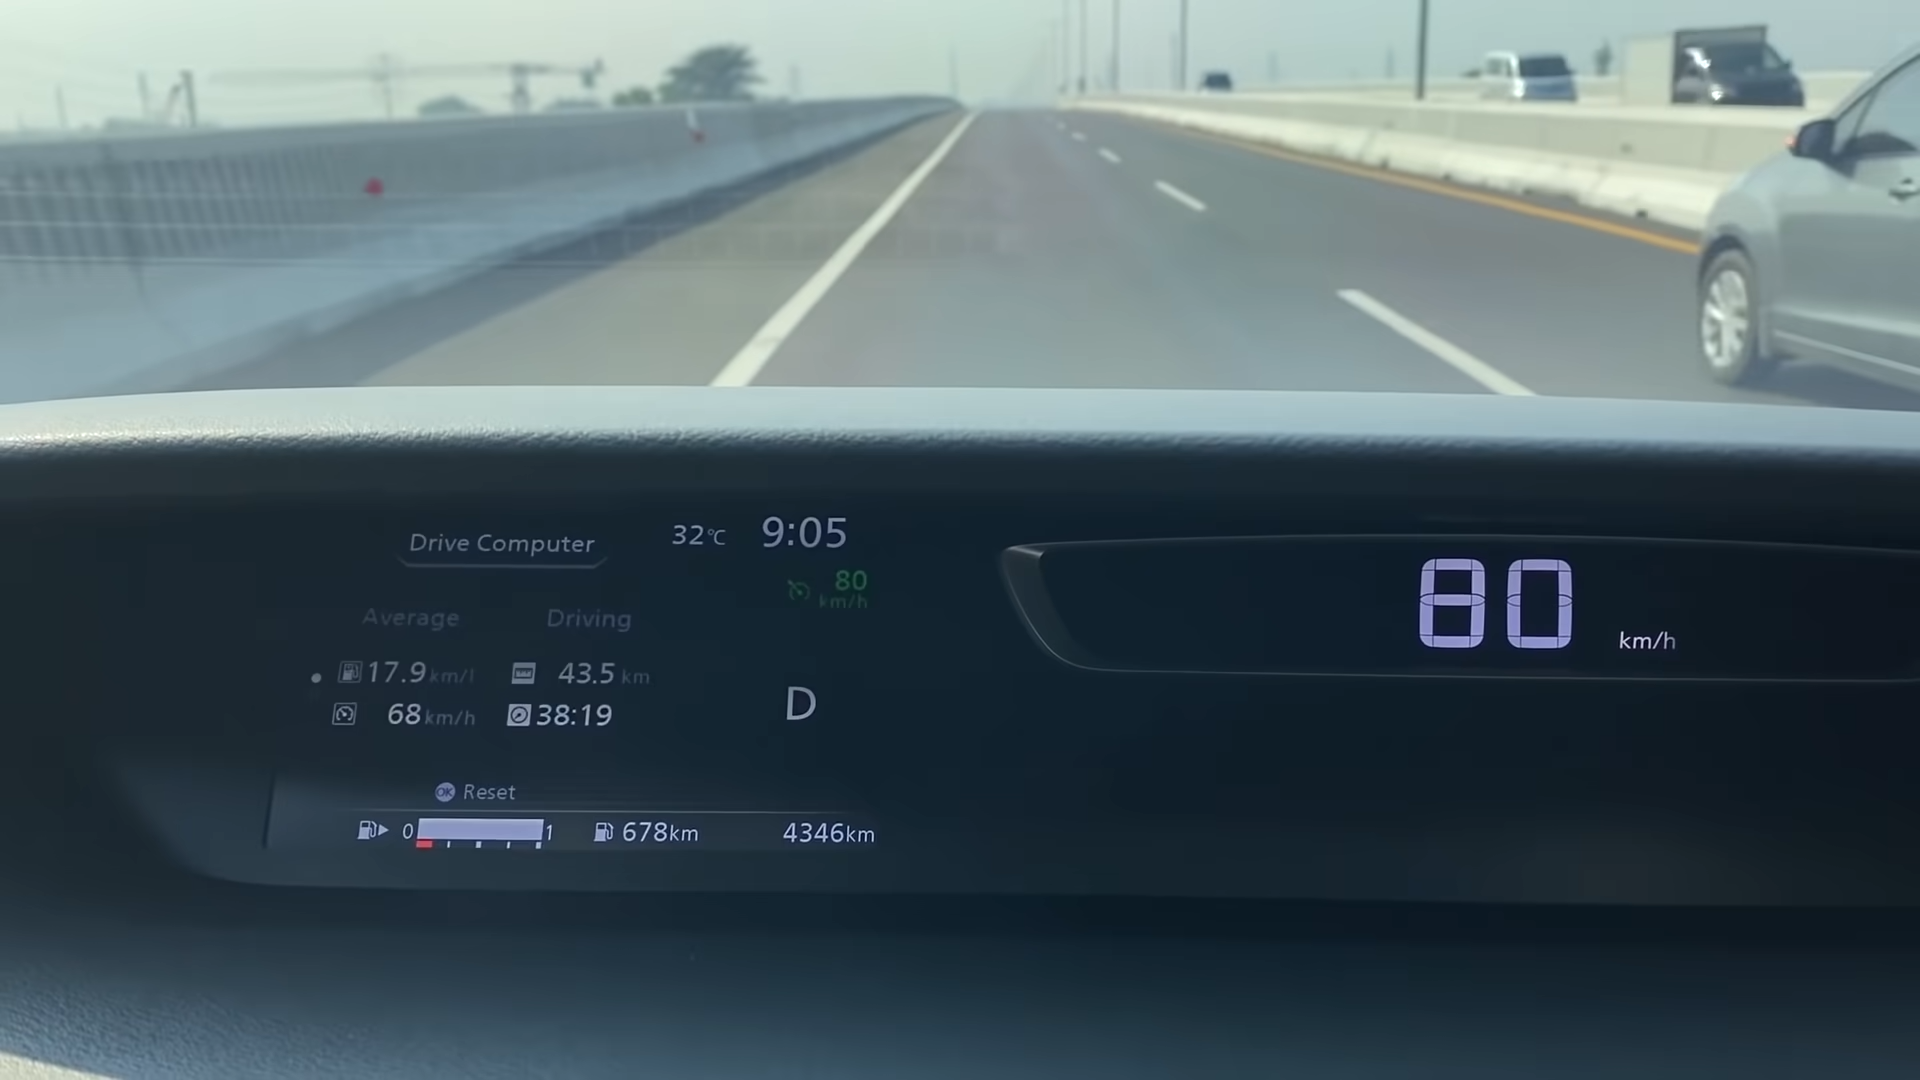 Drive Computer 32°C 9:05
80
km/h
Average Driving
17.9 km/l 43.5 km
68 km/h 38:19
D
OK Reset
0 1 678km 4346km
80 km/h